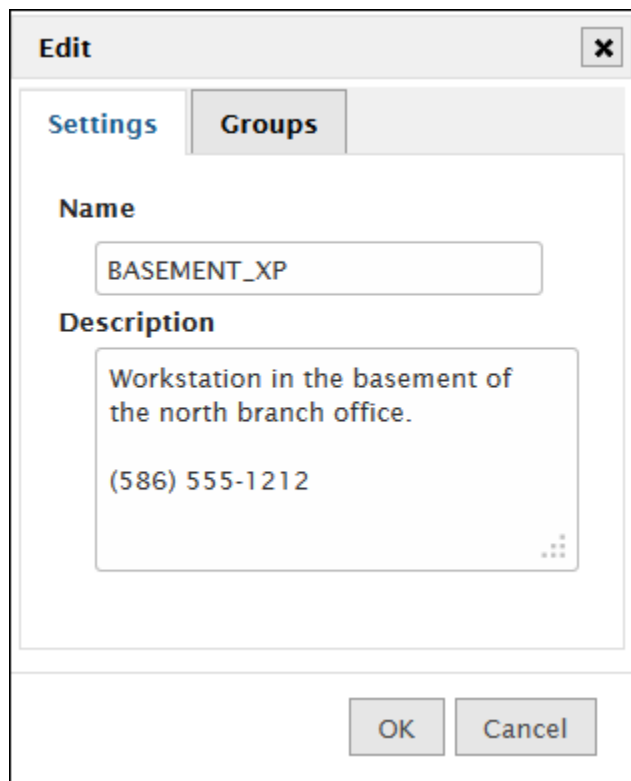 Edit
Settings Groups
Name
BASEMENT_XP
Description
Workstation in the basement of
the north branch office.
(586) 555-1212
OK Cancel